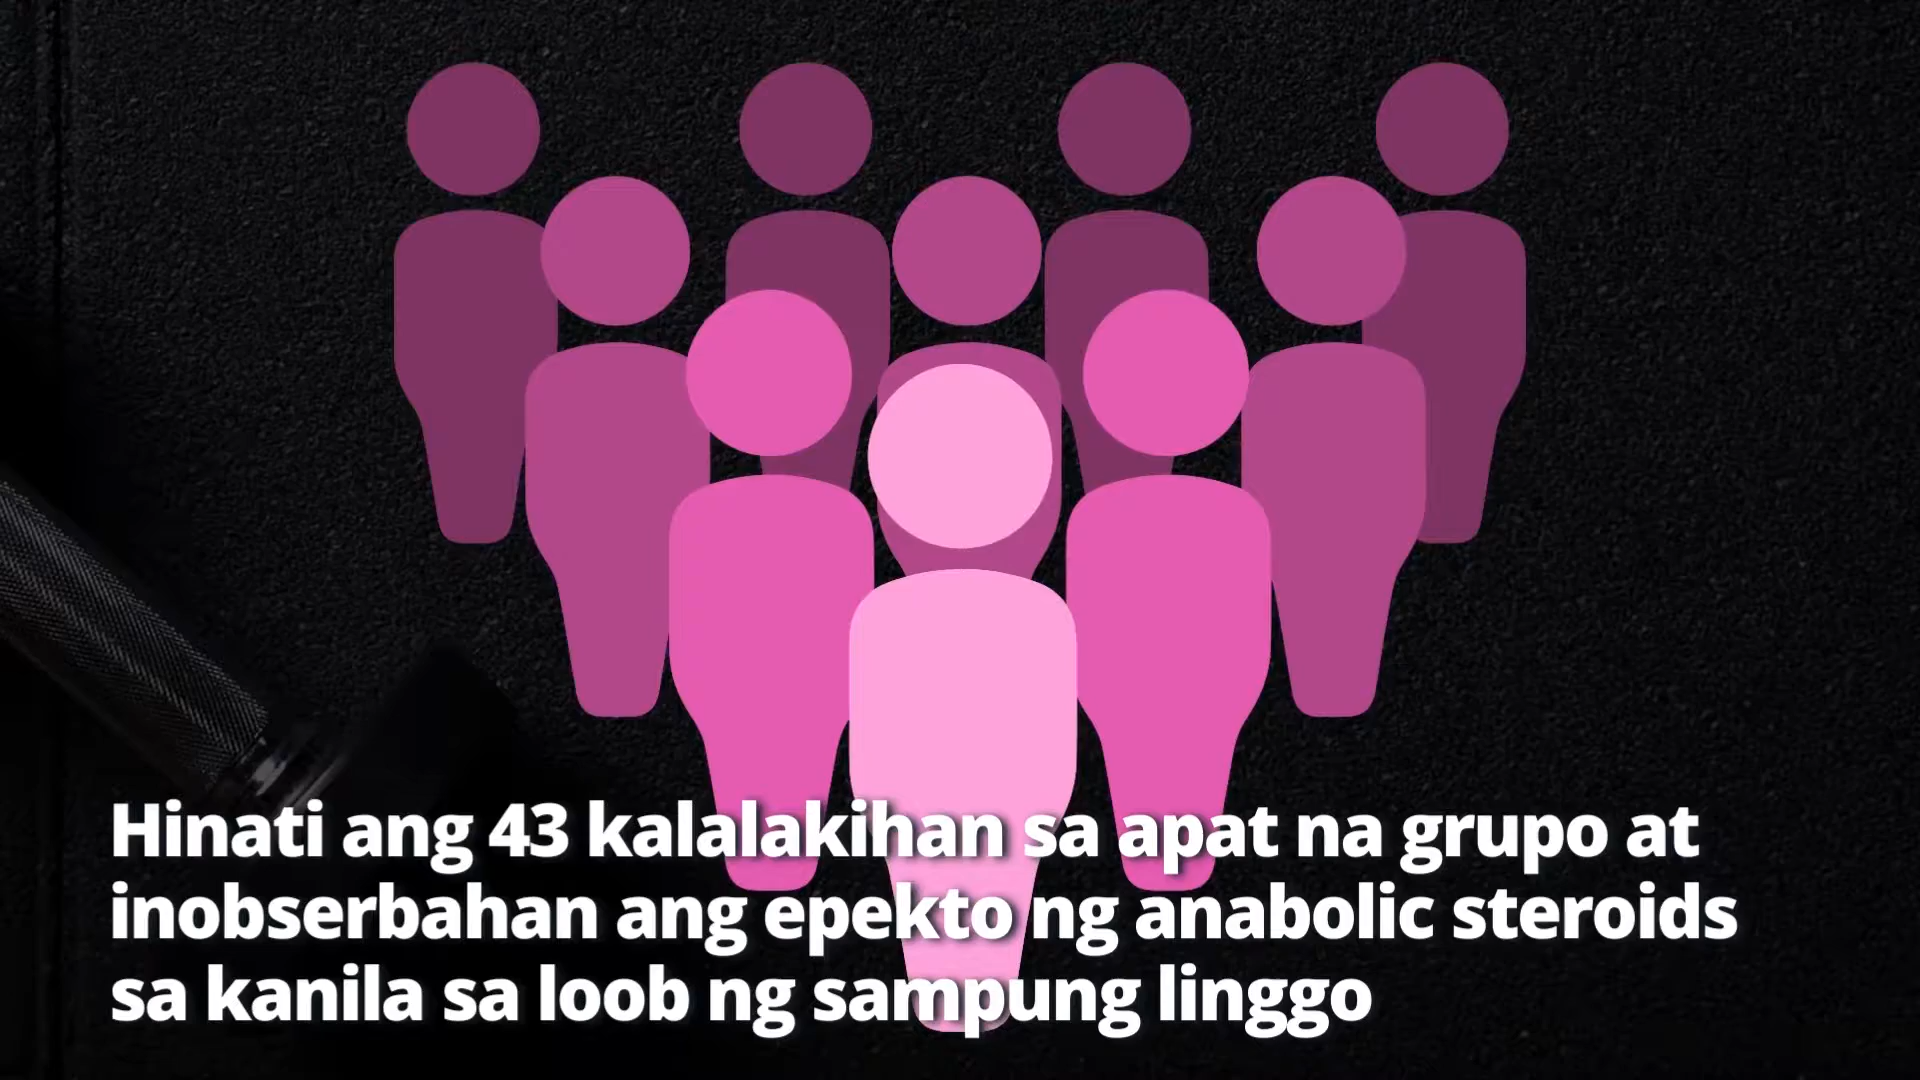 Hinati ang 43 kalalakihan sa apat na grupo at
inobserbahan ang epekto ng anabolic steroids
sa kanila sa loob ng sampung linggo